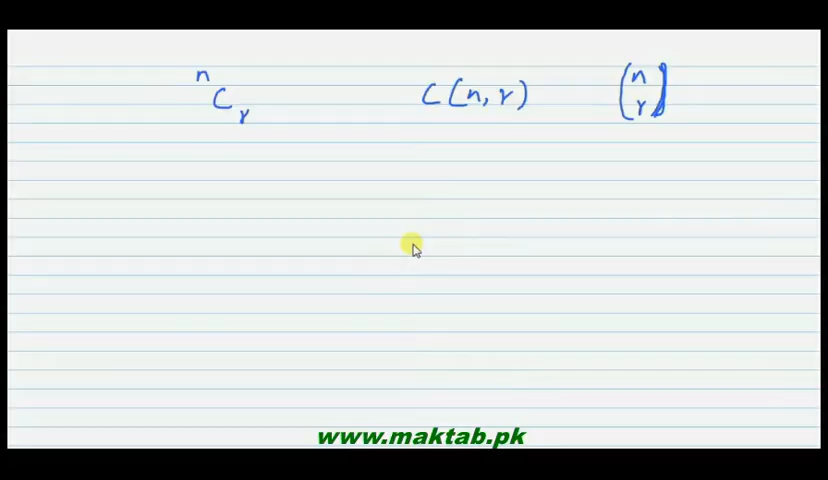 ⁿCᵣ C(n, r) (n r)
www.maktab.pk